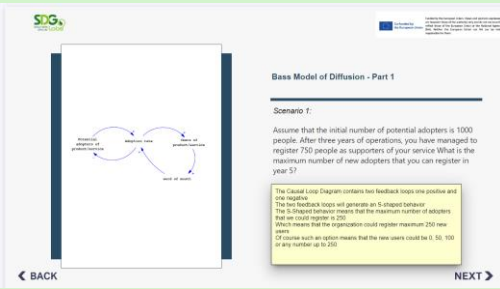 SDGs
Co-funded by
the European Union
Bass Model of Diffusion - Part 1
Scenario 1:
Assume that the initial number of potential adopters is 1000
people. After three years of operations, you have managed to
register 750 people as supporters of your service What is the
maximum number of new adopters that you can register in
year 5?
Potential
adopters of
product/service
Adoption rate
Users of
product/service
word of mouth
The Causal Loop Diagram contains two feedback loops one positive and
one negative
The two feedback loops will generate an S-shaped behavior
The S-Shaped behavior means that the maximum number of adopters
that we could register is 250
Which means that the organization could register maximum 250 new
users
Of course such an option means that the new users could be 0, 50, 100
or any number up to 250
BACK
NEXT